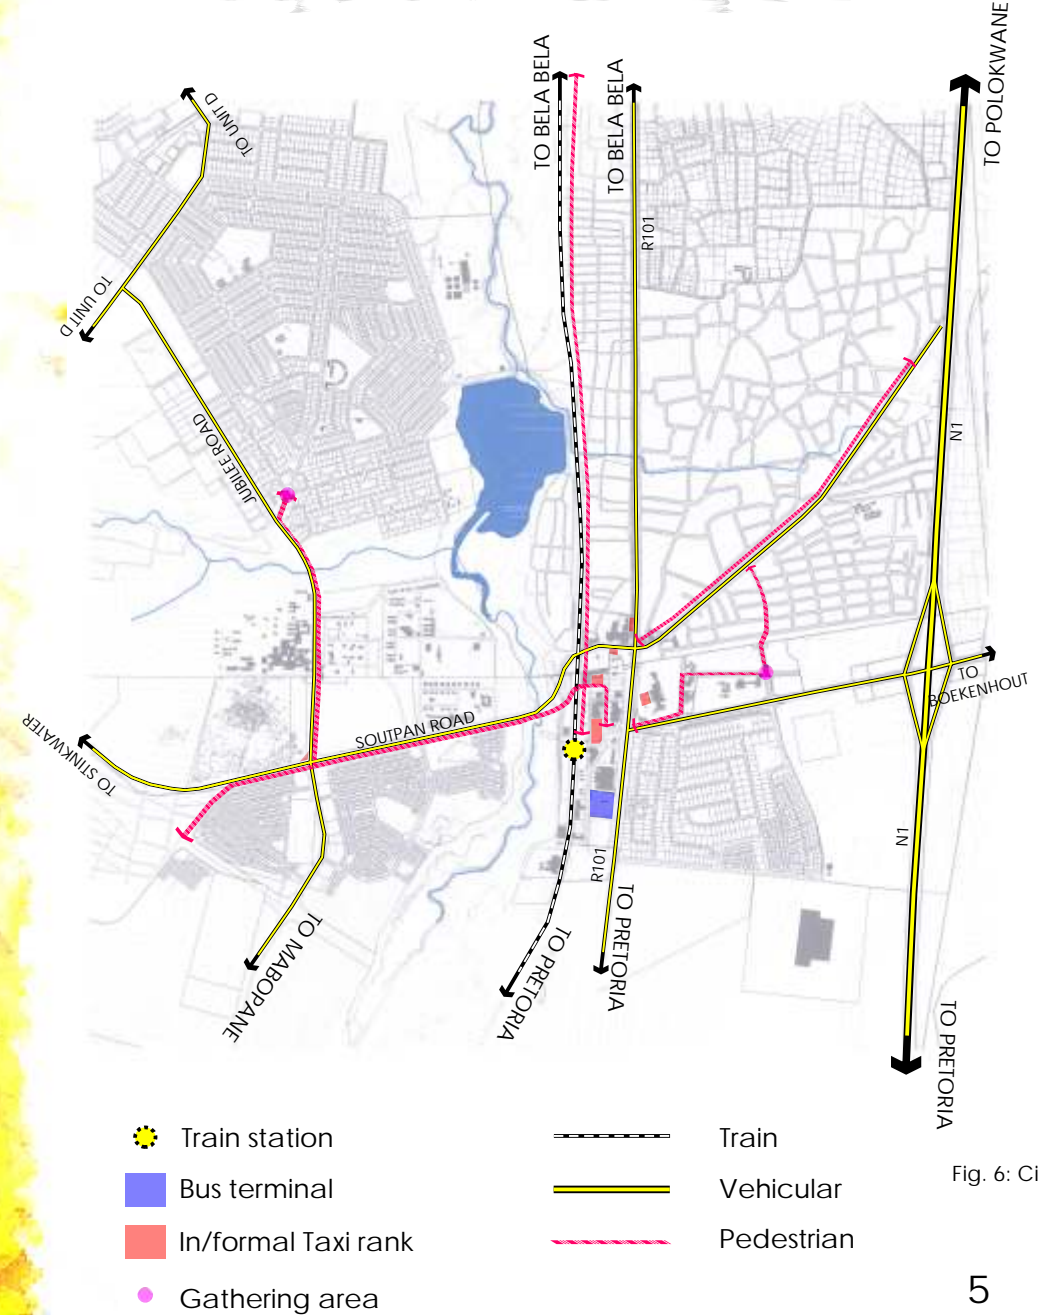 TO POLOKWANE
TO BELA BELA
TO BELA BELA
TO UNIT D
R101
TO UNIT D
JUBILEE ROAD
N1
TO
BOEKENHOUT
SOUTPAN ROAD
TO STINKWATER
N1
R101
TO MABOPANE
TO PRETORIA
TO PRETORIA
TO PRETORIA
Train station
Train
Bus terminal
Vehicular
Fig. 6: Ci
In/formal Taxi rank
Pedestrian
Gathering area
5